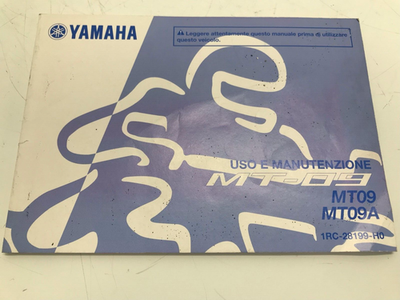 YAMAHA
Leggere attentamente questo manuale prima di utilizzare
questo veicolo.
USO E MANUTENZIONE
MT-09
MT09
MT09A
1RC-28199-H0